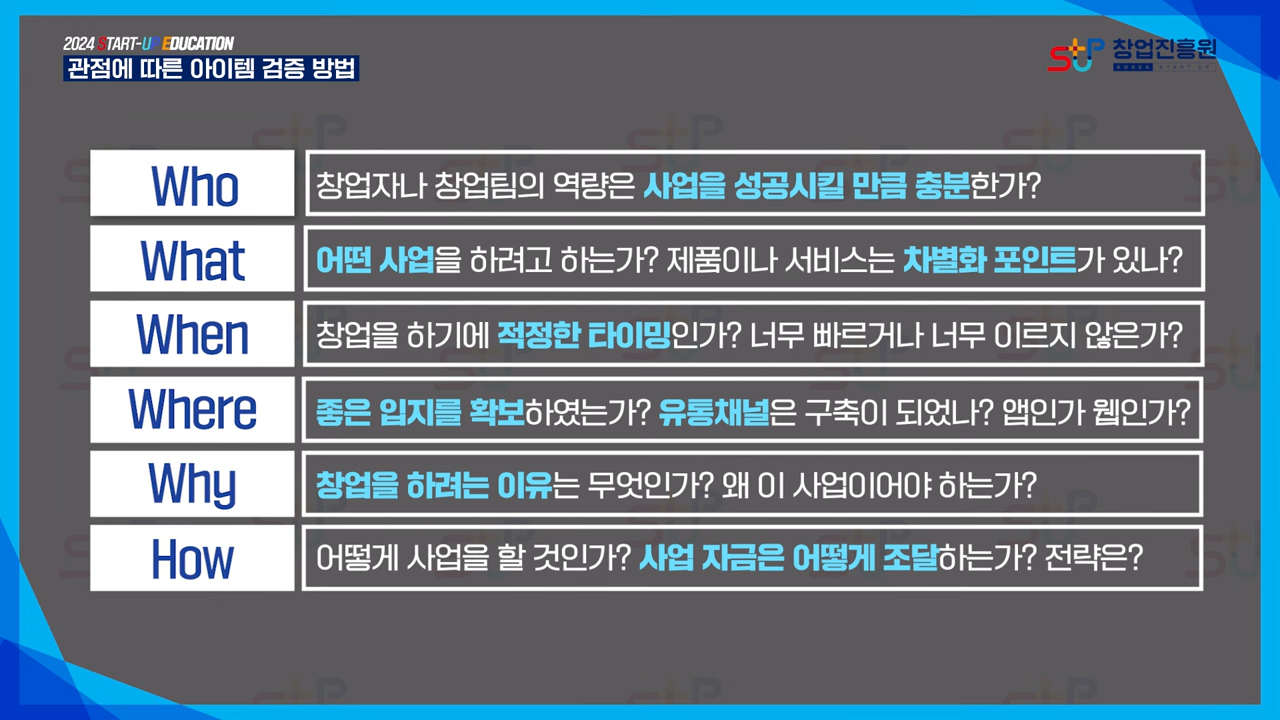 2024 START-UP EDUCATION
관점에 따른 아이템 검증 방법
STUP 창업진흥원
KOREA START UP
Who
창업자나 창업팀의 역량은 사업을 성공시킬 만큼 충분한가?
What
어떤 사업을 하려고 하는가? 제품이나 서비스는 차별화 포인트가 있나?
When
창업을 하기에 적정한 타이밍인가? 너무 빠르거나 너무 이르지 않은가?
Where
좋은 입지를 확보하였는가? 유통채널은 구축이 되었나? 앱인가 웹인가?
Why
창업을 하려는 이유는 무엇인가? 왜 이 사업이어야 하는가?
How
어떻게 사업을 할 것인가? 사업 자금은 어떻게 조달하는가? 전략은?